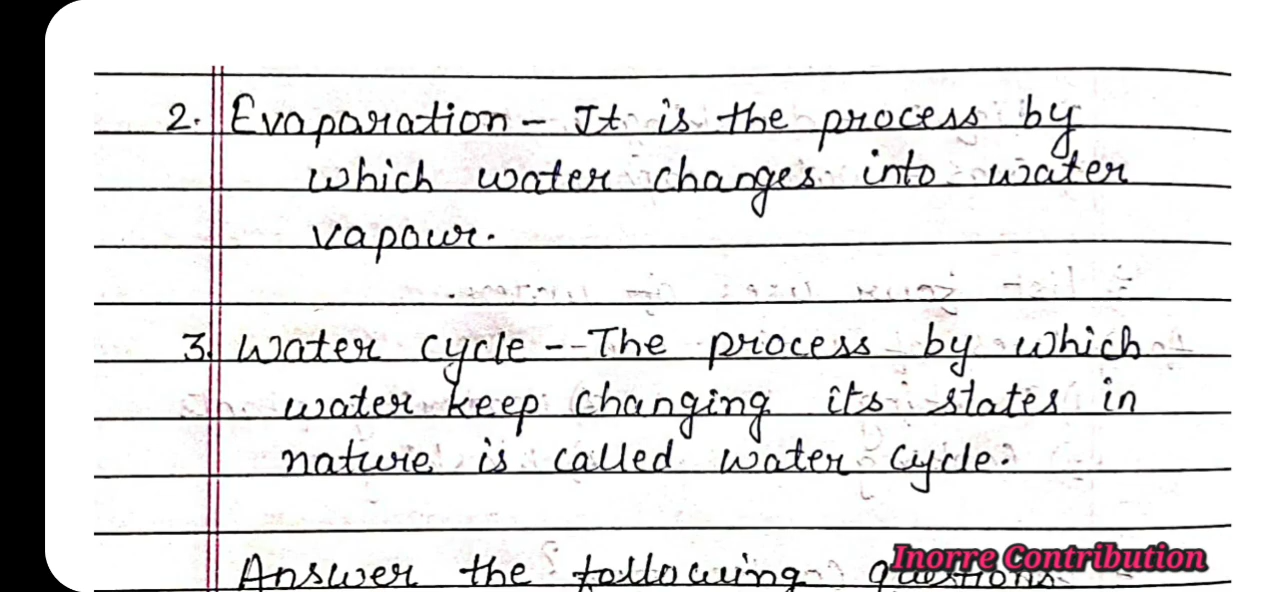 2. Evaporation - It is the process by
which water changes into water
vapour.
3. Water cycle -- The process by which
water keep changing its states in
nature is called water cycle.
Answer the following questions
Inorre Contribution